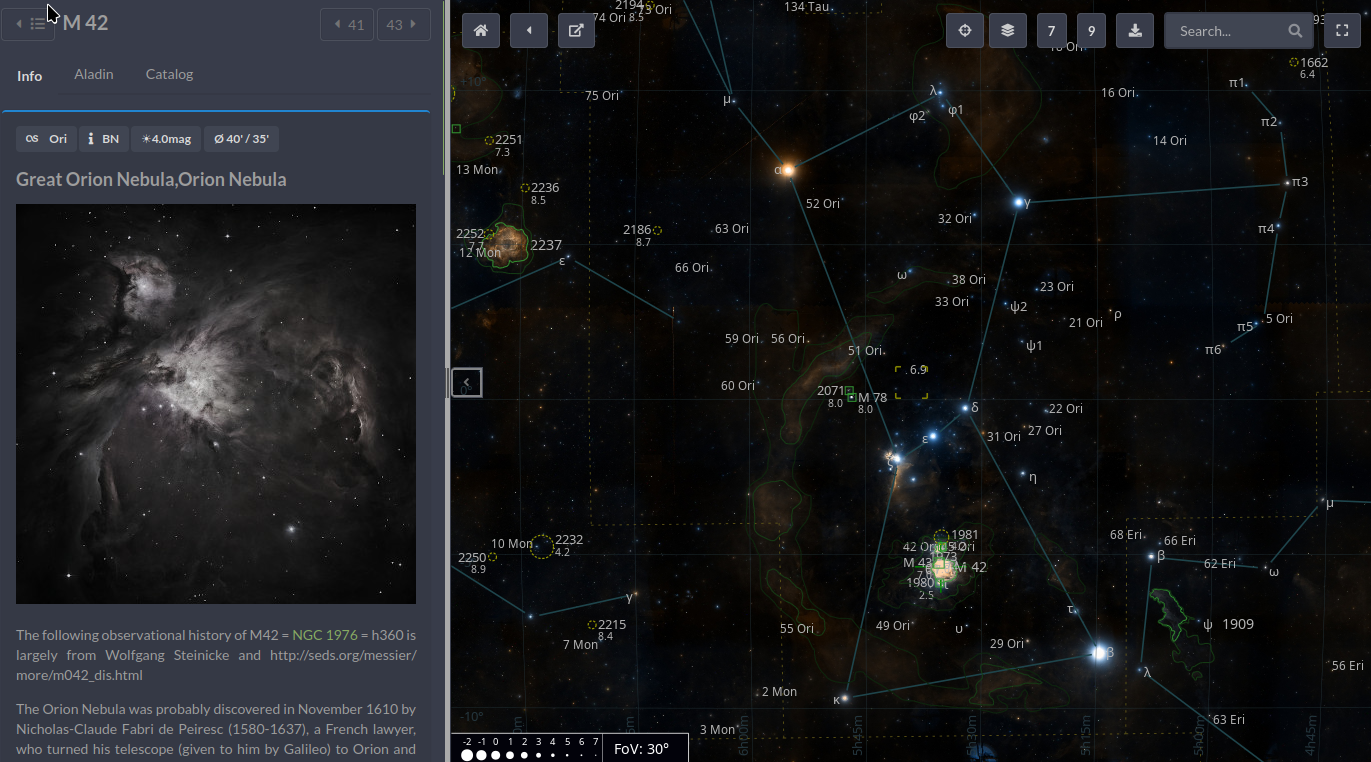 M 42
41
43
Info
Aladin
Catalog
Ori
BN
4.0mag
Ø 40' / 35'
Great Orion Nebula,Orion Nebula
The following observational history of M42 = NGC 1976 = h360 is
largely from Wolfgang Steinicke and http://seds.org/messier/
more/m042_dis.html
The Orion Nebula was probably discovered in November 1610 by
Nicholas-Claude Fabri de Peiresc (1580-1637), a French lawyer,
who turned his telescope (given to him by Galileo) to Orion and
7
9
Search...
2194
8.5
73 Ori
74 Ori
134 Tau
1662
6.4
μ
75 Ori
λ
φ1
φ2
16 Ori
π1
π2
14 Ori
2251
7.3
13 Mon
α
π3
2236
8.5
52 Ori
γ
32 Ori
π4
2252
7.7
12 Mon
2237
2186
8.7
63 Ori
ε
66 Ori
ω
38 Ori
23 Ori
33 Ori
ψ2
21 Ori
ρ
π5
5 Ori
59 Ori
56 Ori
51 Ori
ψ1
π6
6.9
60 Ori
2071
8.0
M 78
8.0
δ
22 Ori
ε
31 Ori
27 Ori
ζ
η
μ
10 Mon
2232
4.2
2250
8.9
1981
42 Ori
M 43
M 42
1980
2.5
ι
68 Eri
66 Eri
β
62 Eri
ω
γ
τ
2215
8.4
7 Mon
55 Ori
49 Ori
υ
29 Ori
β
ψ
1909
λ
56 Eri
2 Mon
κ
63 Eri
3 Mon
-10°
6h00m
5h45m
5h30m
5h15m
5h00m
4h45m
-2 -1 0 1 2 3 4 5 6 7
FoV: 30°